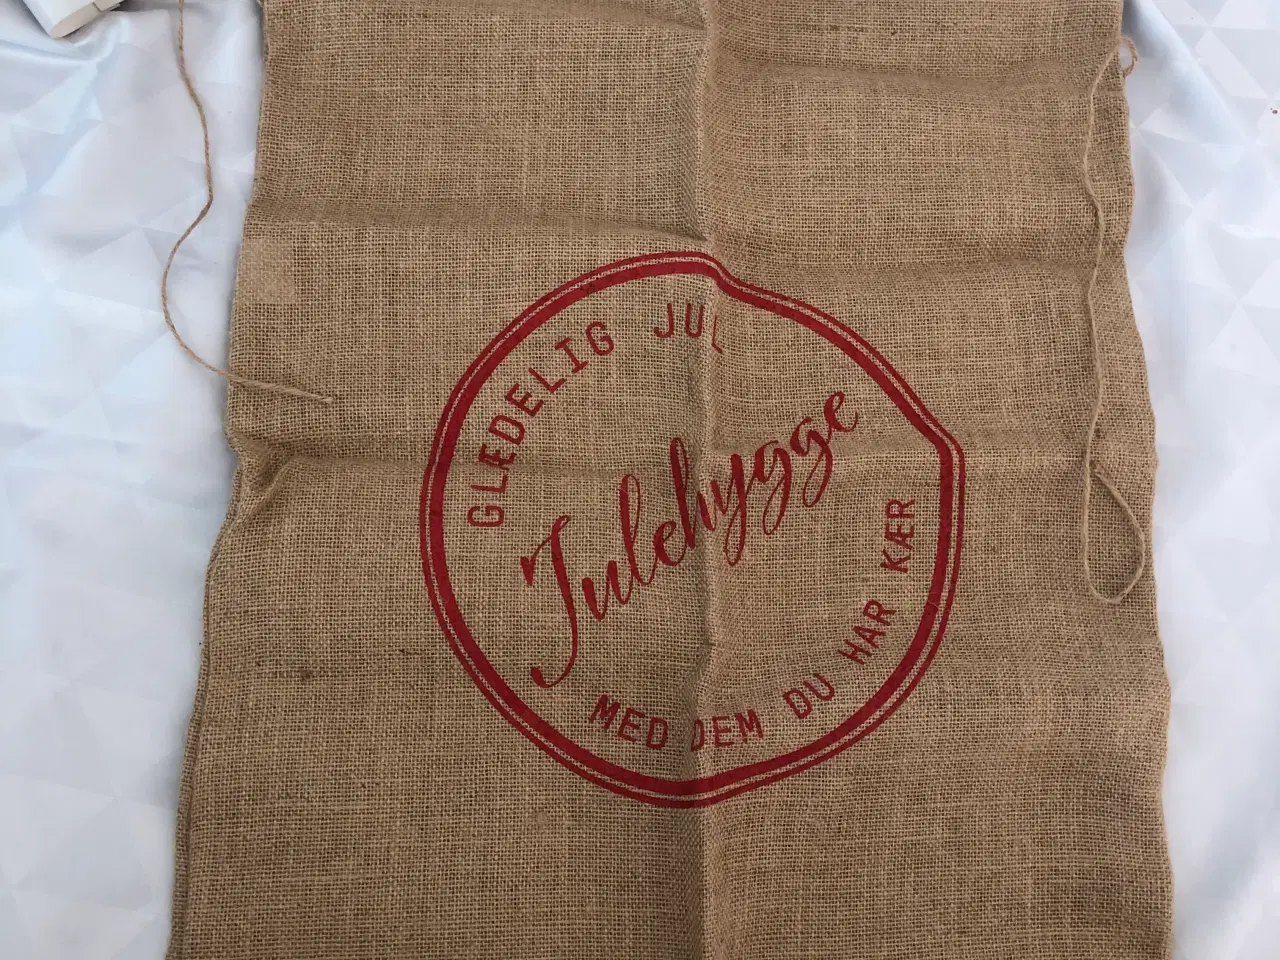 GLÆDELIG JUL
Julehygge
MED DEM DU HAR KÆR